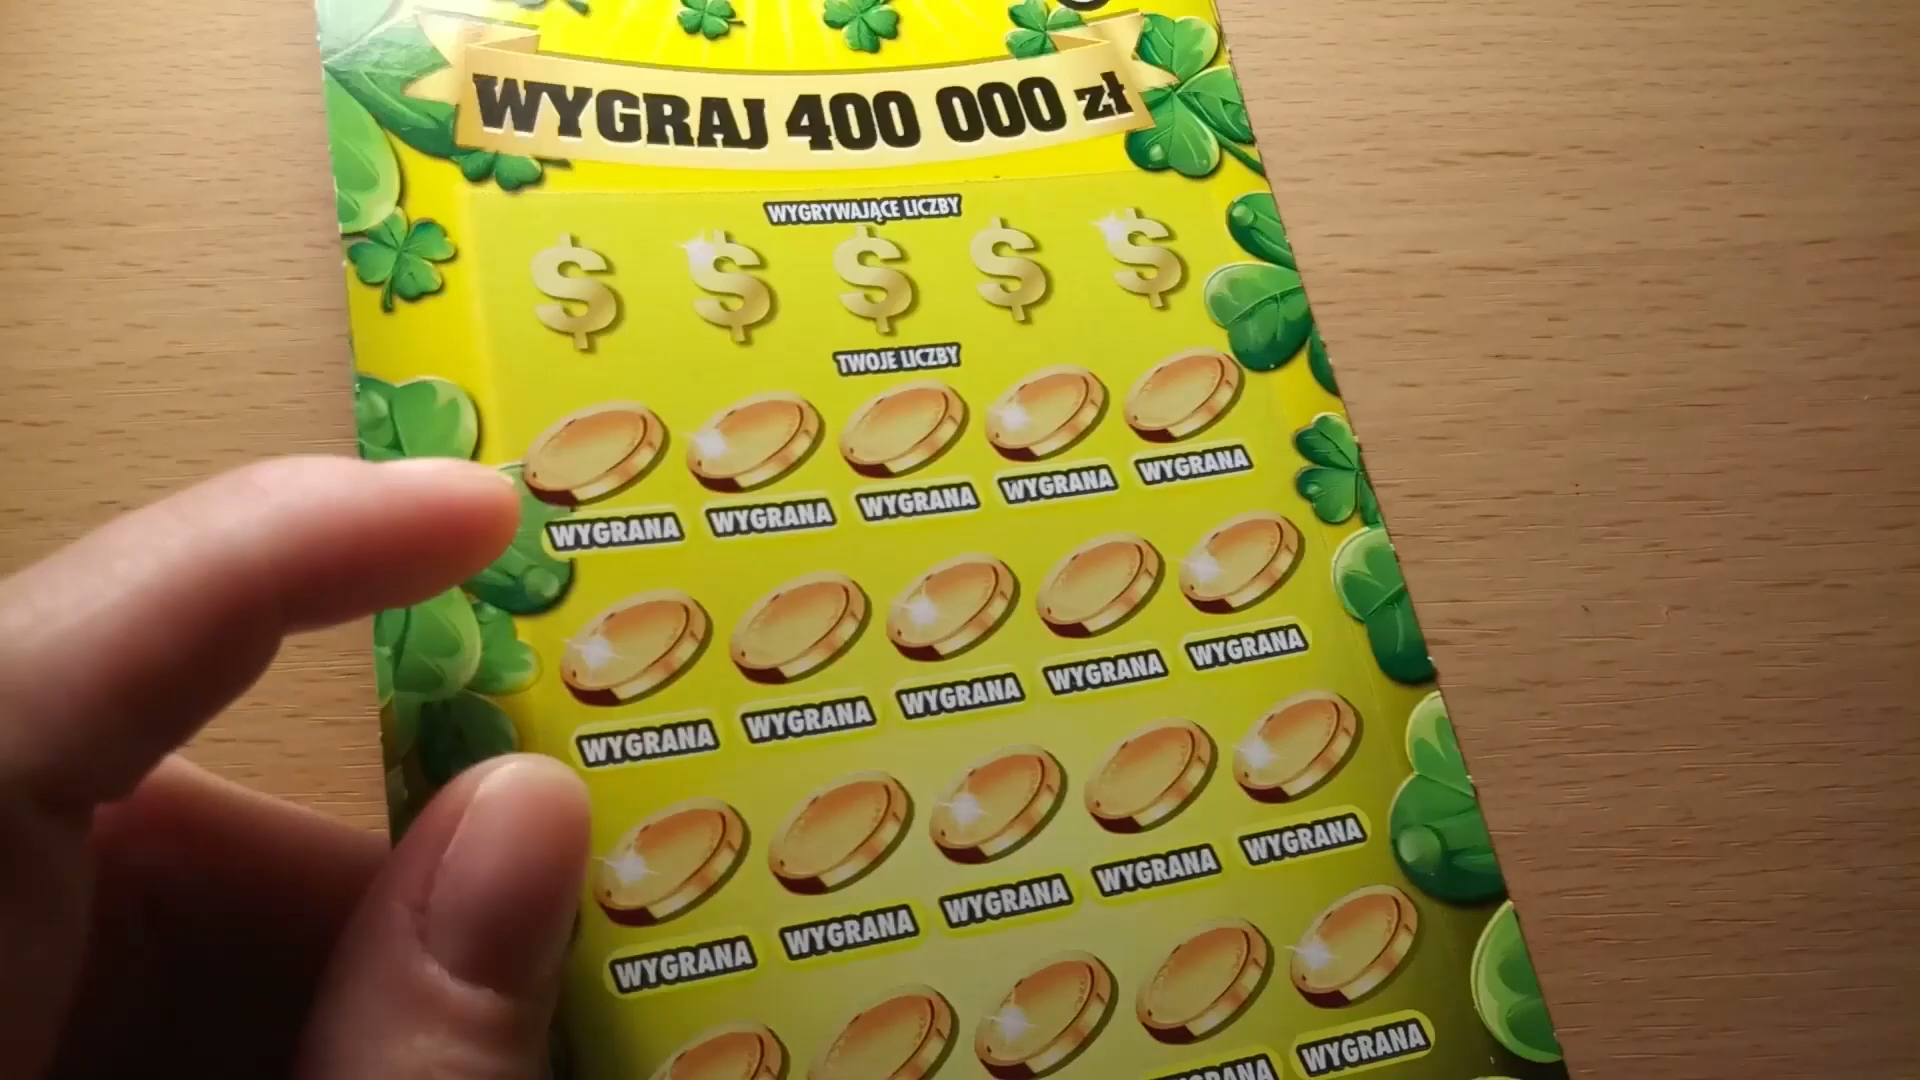 WYGRAJ 400 000 zł
WYGRYWAJĄCE LICZBY
$ $ $ $ $
TWOJE LICZBY
WYGRANA WYGRANA WYGRANA WYGRANA WYGRANA
WYGRANA WYGRANA WYGRANA WYGRANA WYGRANA
WYGRANA WYGRANA WYGRANA WYGRANA WYGRANA
WYGRANA